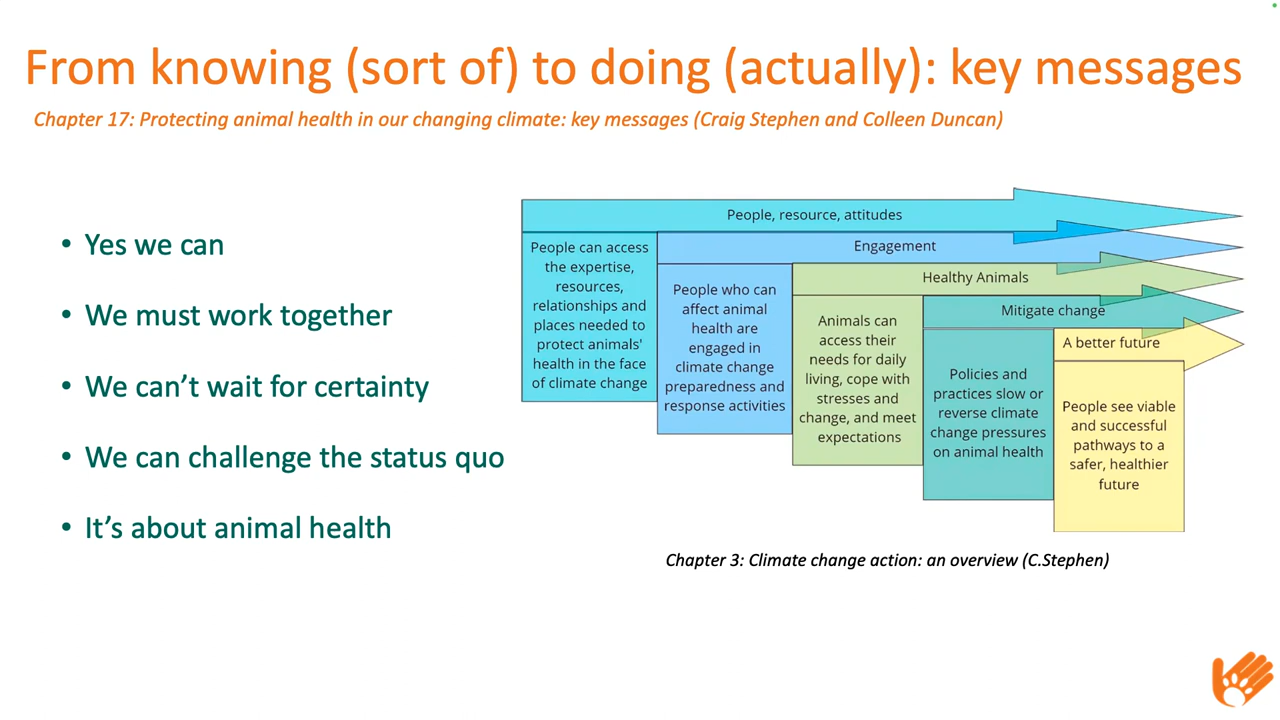 From knowing (sort of) to doing (actually): key messages
Chapter 17: Protecting animal health in our changing climate: key messages (Craig Stephen and Colleen Duncan)
• Yes we can
• We must work together
• We can’t wait for certainty
• We can challenge the status quo
• It’s about animal health
People, resource, attitudes
People can access
the expertise,
resources,
relationships and
places needed to
protect animals'
health in the face
of climate change
Engagement
People who can
affect animal
health are
engaged in
climate change
preparedness and
response activities
Healthy Animals
Animals can
access their
needs for daily
living, cope with
stresses and
change, and meet
expectations
Mitigate change
Policies and
practices slow or
reverse climate
change pressures
on animal health
A better future
People see viable
and successful
pathways to a
safer, healthier
future
Chapter 3: Climate change action: an overview (C.Stephen)